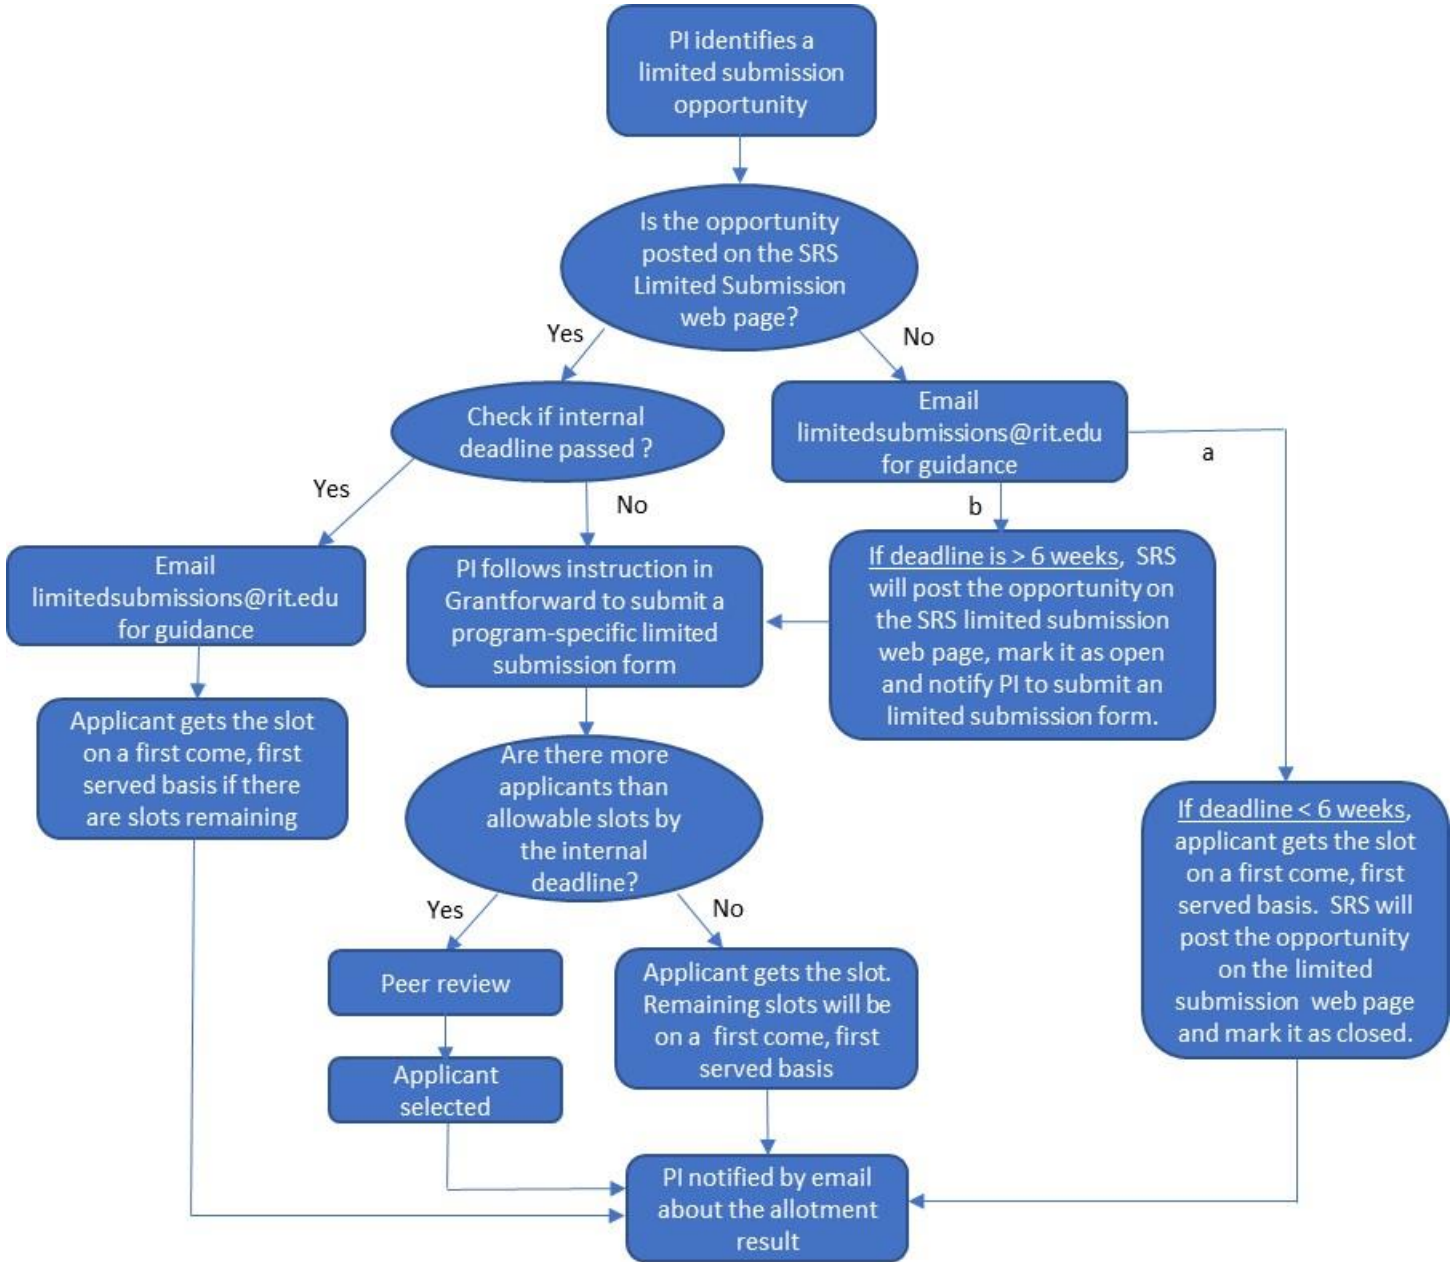 PI identifies a
limited submission
opportunity
Is the opportunity
posted on the SRS
Limited Submission
web page?
Yes
No
Check if internal
deadline passed ?
Email
limitedsubmissions@rit.edu
for guidance
a
Yes
No
b
Email
limitedsubmissions@rit.edu
for guidance
PI follows instruction in
Grantforward to submit a
program-specific limited
submission form
If deadline is > 6 weeks, SRS
will post the opportunity on
the SRS limited submission
web page, mark it as open
and notify PI to submit an
limited submission form.
Applicant gets the slot
on a first come, first
served basis if there
are slots remaining
Are there more
applicants than
allowable slots by
the internal
deadline?
If deadline < 6 weeks,
applicant gets the slot
on a first come, first
served basis. SRS will
post the opportunity
on the limited
submission web page
and mark it as closed.
Yes
No
Peer review
Applicant
selected
Applicant gets the slot.
Remaining slots will be
on a first come, first
served basis
PI notified by email
about the allotment
result